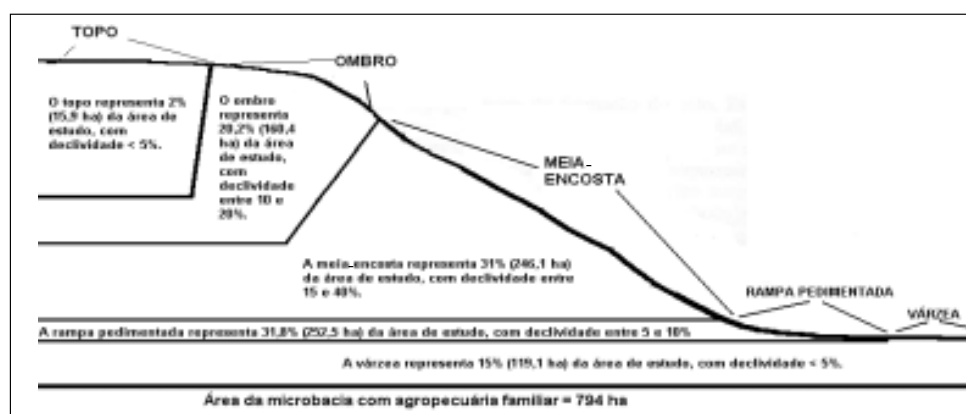 TOPO
OMBRO
O topo representa 2%
(15,9 ha) da área de
estudo, com
declividade < 5%.
O ombro
representa
20,2% (160,4
ha) da área
de estudo,
com
declividade
entre 10 e
20%.
MEIA-
ENCOSTA
A meia-encosta representa 31% (246,1 ha)
da área de estudo, com declividade entre
15 e 40%.
RAMPA PEDIMENTADA
VÁRZEA
A rampa pedimentada representa 31,8% (252,5 ha) da área de estudo, com declividade entre 5 e 10%
A várzea representa 15% (119,1 ha) da área de estudo, com declividade < 5%.
Área da microbacia com agropecuária familiar = 794 ha